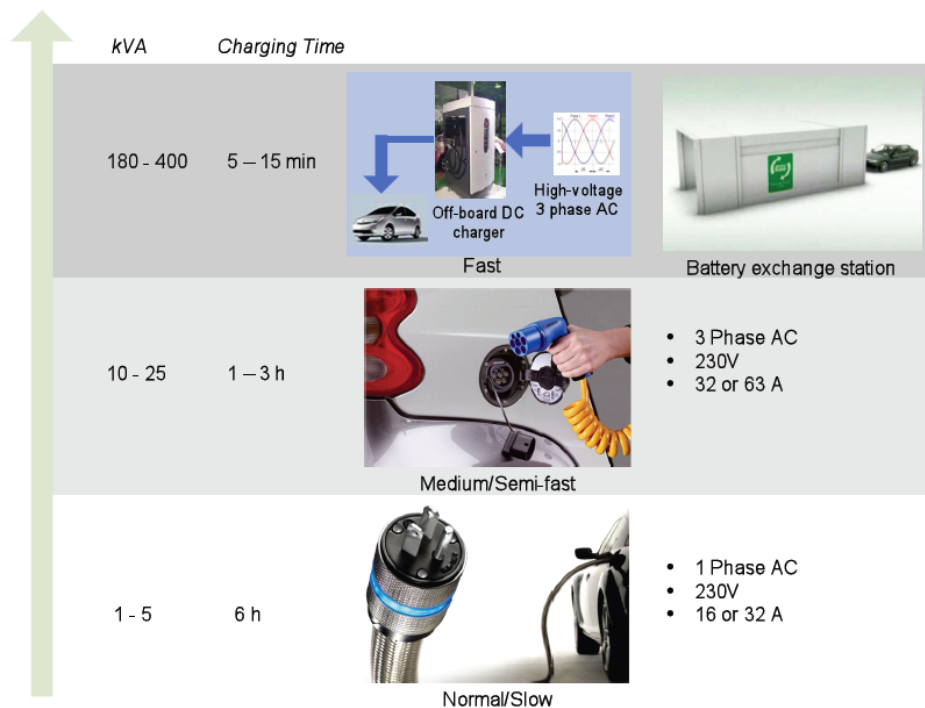 kVA Charging Time
180 - 400 5 – 15 min
High-voltage
3 phase AC
Off-board DC
charger
Fast
Battery exchange station
10 - 25 1 – 3 h
• 3 Phase AC
• 230V
• 32 or 63 A
Medium/Semi-fast
1 - 5 6 h
• 1 Phase AC
• 230V
• 16 or 32 A
Normal/Slow